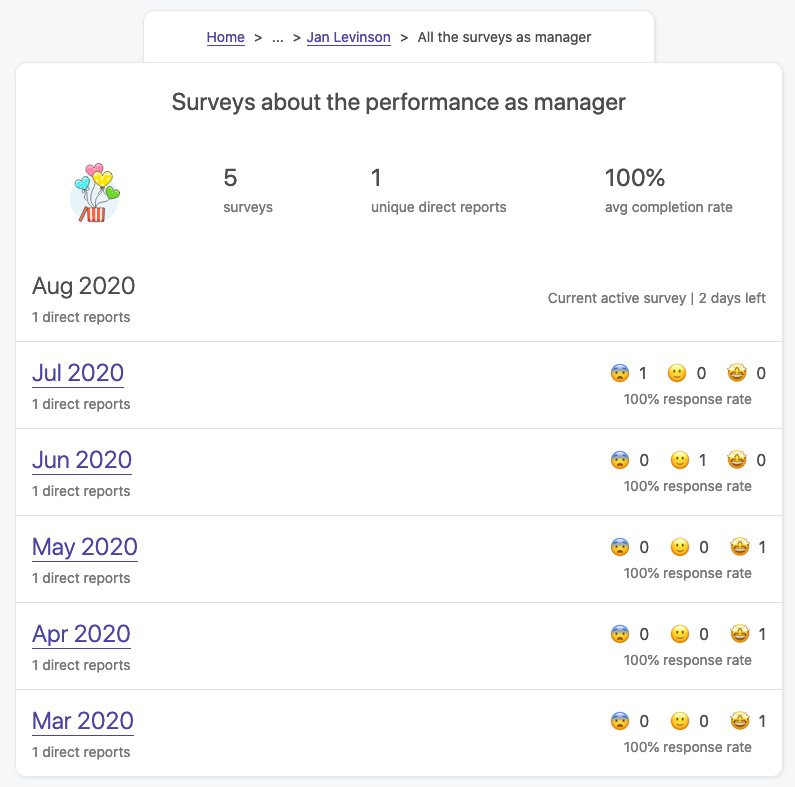 Home > ... > Jan Levinson > All the surveys as manager
Surveys about the performance as manager
5
surveys
1
unique direct reports
100%
avg completion rate
Aug 2020
1 direct reports
Current active survey | 2 days left
Jul 2020
1 direct reports
😨 1 🙂 0 🤩 0
100% response rate
Jun 2020
1 direct reports
😨 0 🙂 1 🤩 0
100% response rate
May 2020
1 direct reports
😨 0 🙂 0 🤩 1
100% response rate
Apr 2020
1 direct reports
😨 0 🙂 0 🤩 1
100% response rate
Mar 2020
1 direct reports
😨 0 🙂 0 🤩 1
100% response rate